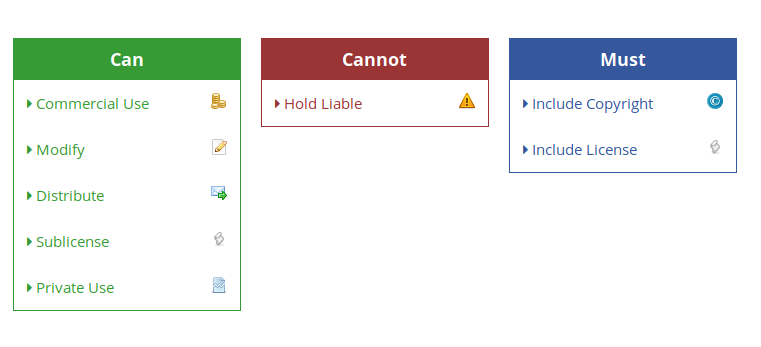 Can
Commercial Use
Modify
Distribute
Sublicense
Private Use
Cannot
Hold Liable
Must
Include Copyright
Include License